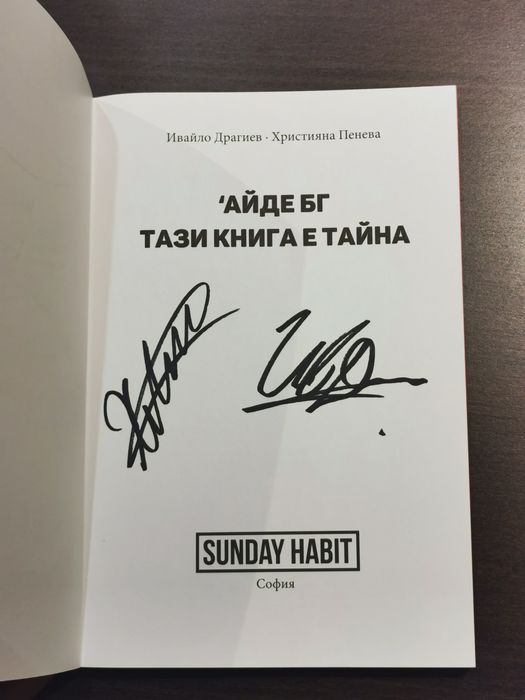 Ивайло Драгиев · Християна Пенева
‘АЙДЕ БГ
ТАЗИ КНИГА Е ТАЙНА
SUNDAY HABIT
София